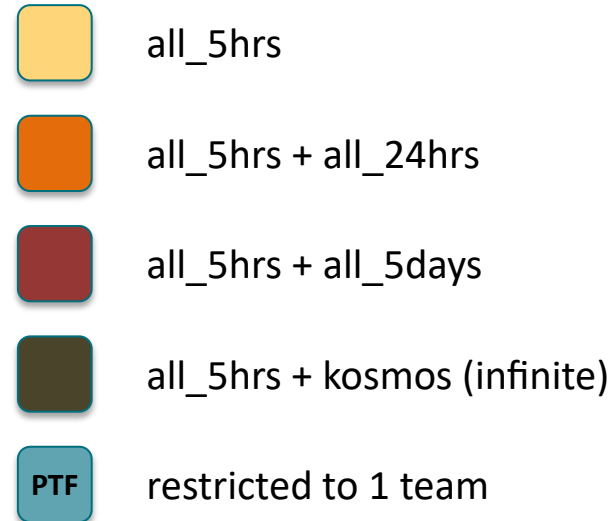 all_5hrs
all_5hrs + all_24hrs
all_5hrs + all_5days
all_5hrs + kosmos (infinite)
PTF restricted to 1 team